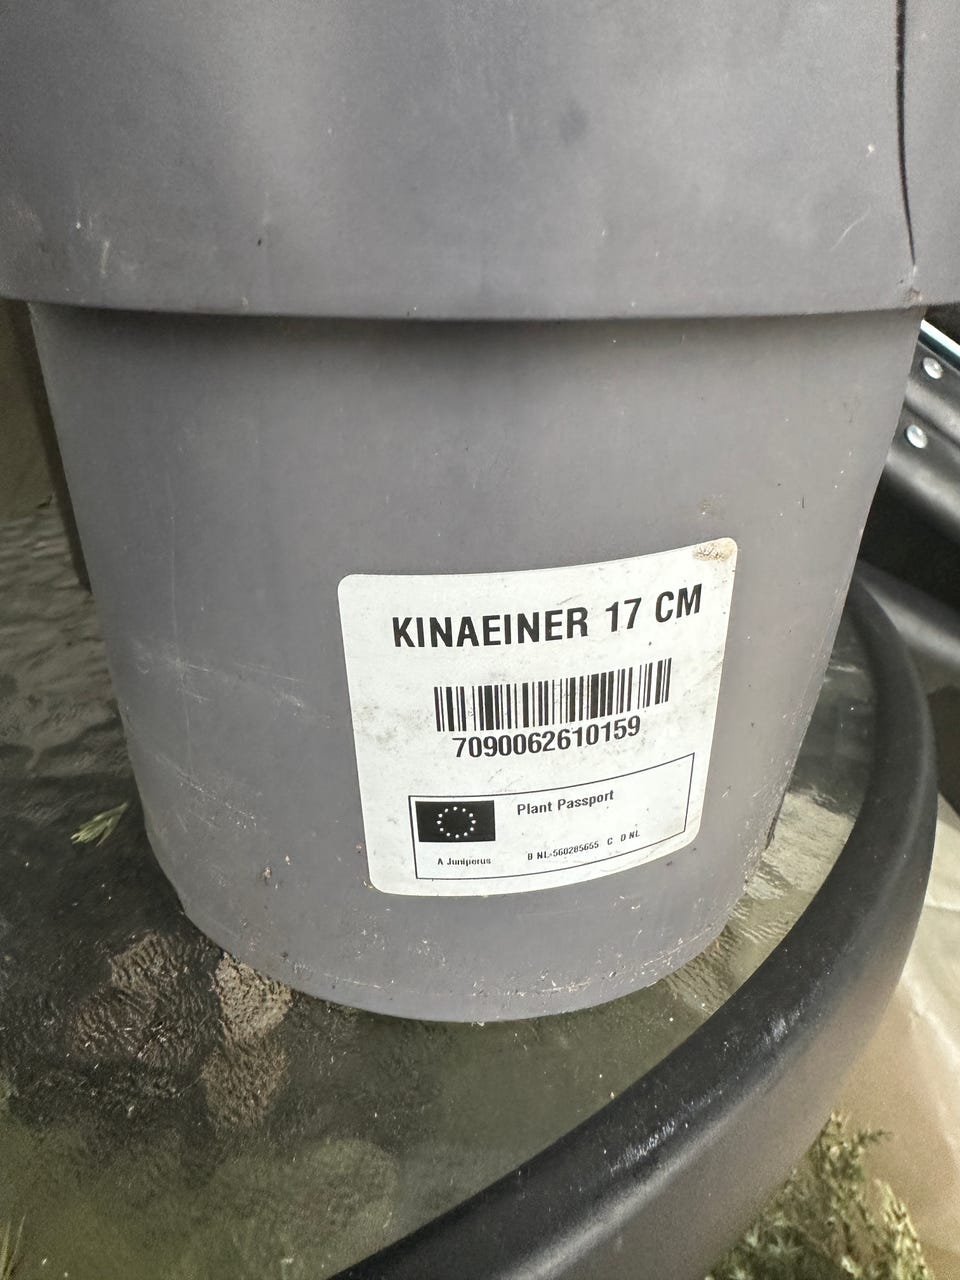 KINAEINER 17 CM
7090062610159
Plant Passport
A Juniperus
B NL-560285655 C D NL